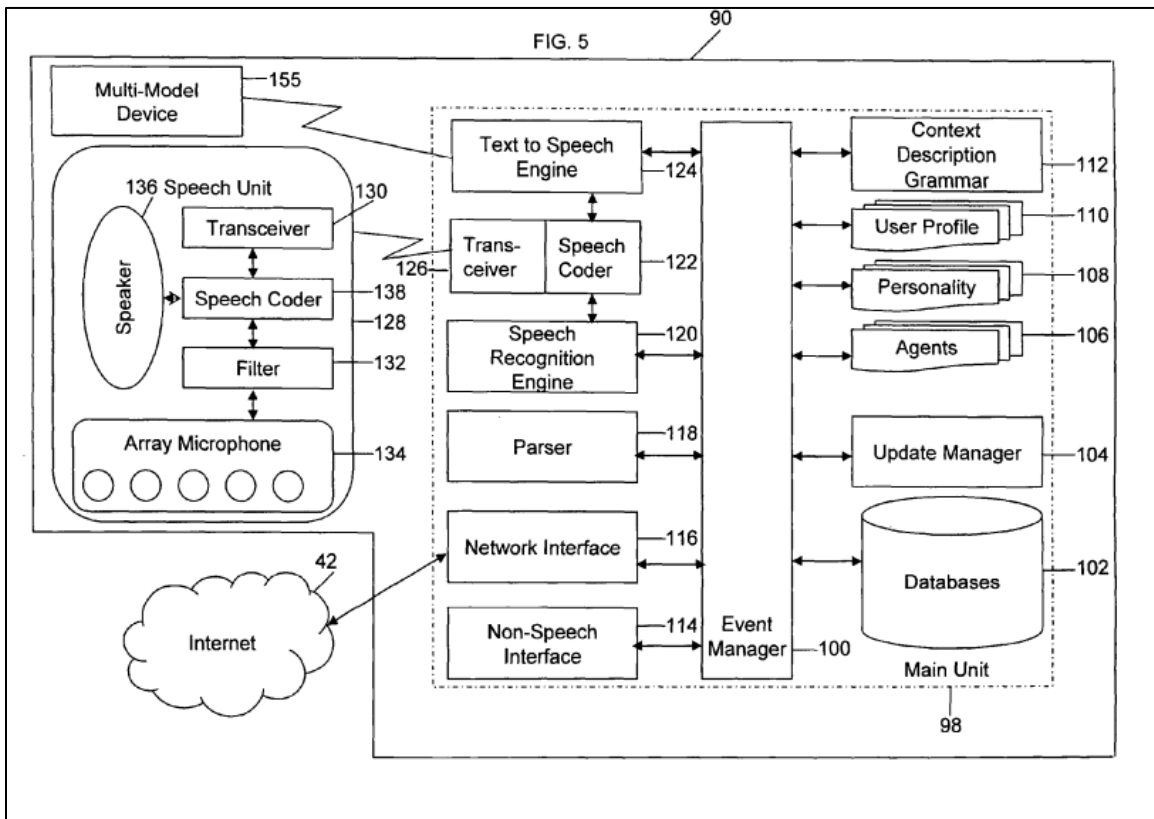 90
FIG. 5
155
Multi-Model
Device
136 Speech Unit
130
Transceiver
Speaker
Speech Coder
138
128
Filter
132
Array Microphone
134
42
Internet
Text to Speech
Engine
124
Trans-
ceiver
126
Speech
Coder
122
Speech
Recognition
Engine
120
Parser
118
Network Interface
116
Non-Speech
Interface
114
Event
Manager
100
Context
Description
Grammar
112
User Profile
110
Personality
108
Agents
106
Update Manager
104
Databases
102
Main Unit
98